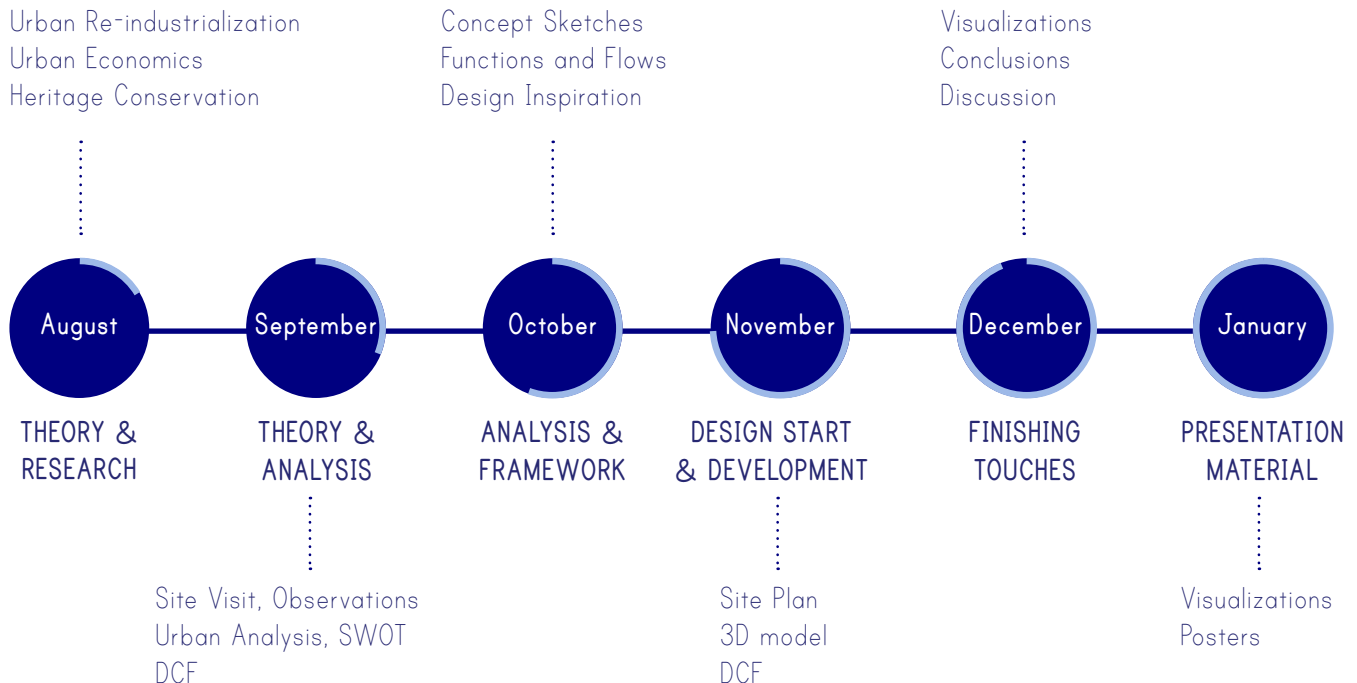 Urban Re-industrialization
Urban Economics
Heritage Conservation
Concept Sketches
Functions and Flows
Design Inspiration
Visualizations
Conclusions
Discussion
August
September
October
November
December
January
THEORY &
RESEARCH
THEORY &
ANALYSIS
ANALYSIS &
FRAMEWORK
DESIGN START
& DEVELOPMENT
FINISHING
TOUCHES
PRESENTATION
MATERIAL
Site Visit, Observations
Urban Analysis, SWOT
DCF
Site Plan
3D model
DCF
Visualizations
Posters